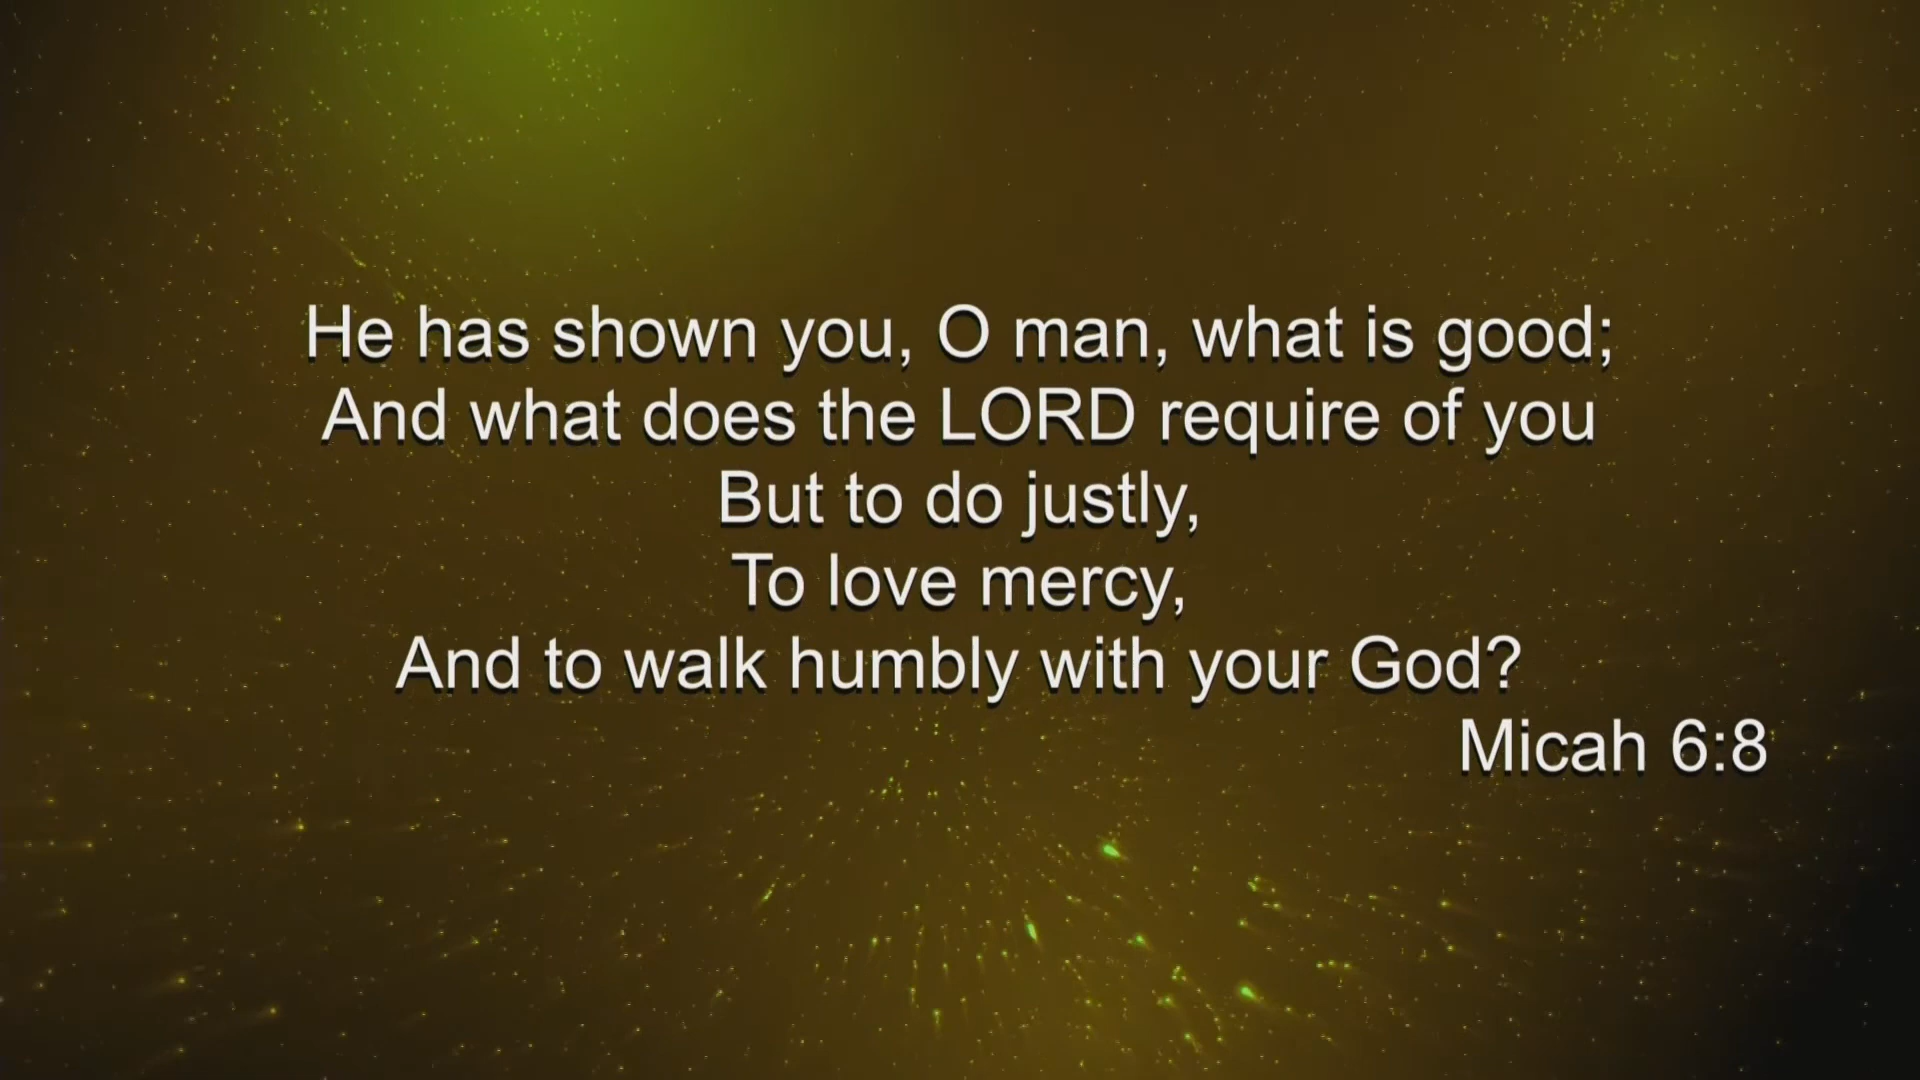 He has shown you, O man, what is good;
And what does the LORD require of you
But to do justly,
To love mercy,
And to walk humbly with your God?
Micah 6:8